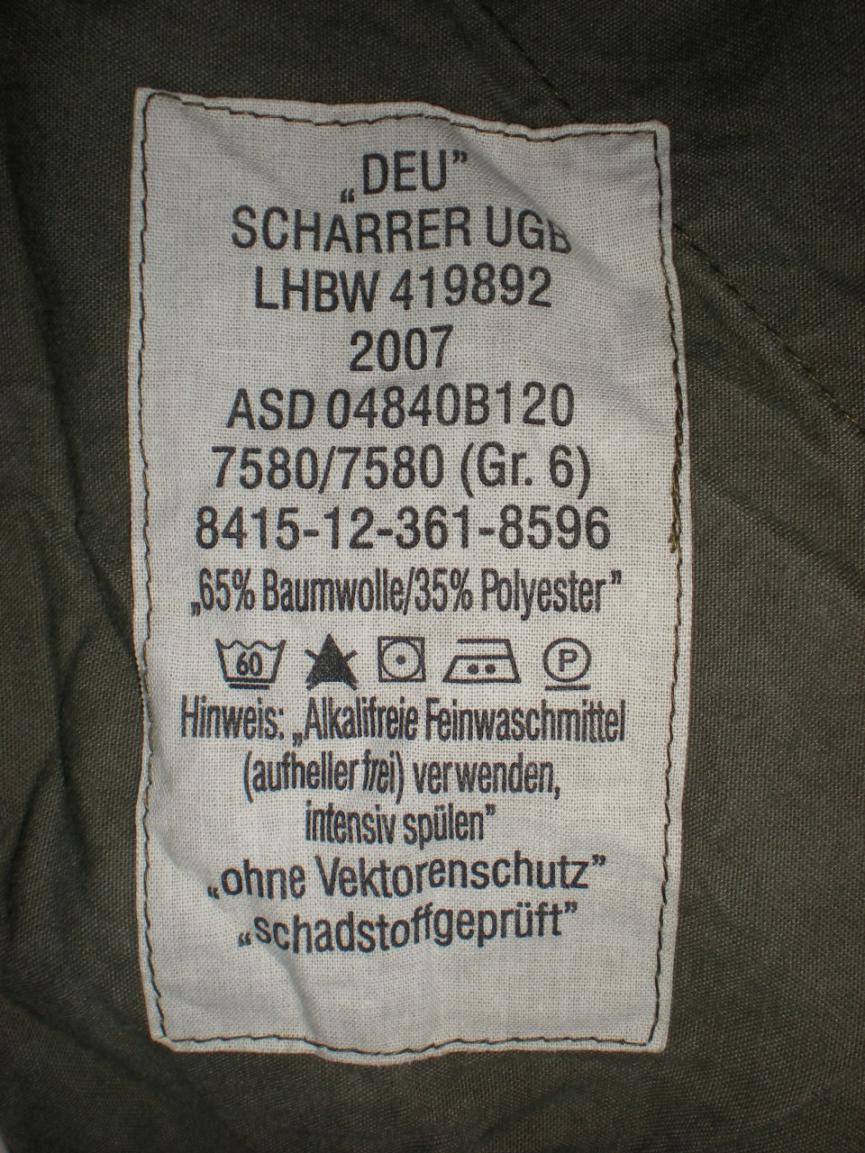 „DEU”
SCHARRER UGB
LHBW 419892
2007
ASD 04840B120
7580/7580 (Gr. 6)
8415-12-361-8596
„65% Baumwolle/35% Polyester”
60 P
Hinweis: „Alkalifreie Feinwaschmittel
(aufheller frei) verwenden,
intensiv spülen”
„ohne Vektorenschutz”
„schadstoffgeprüft”